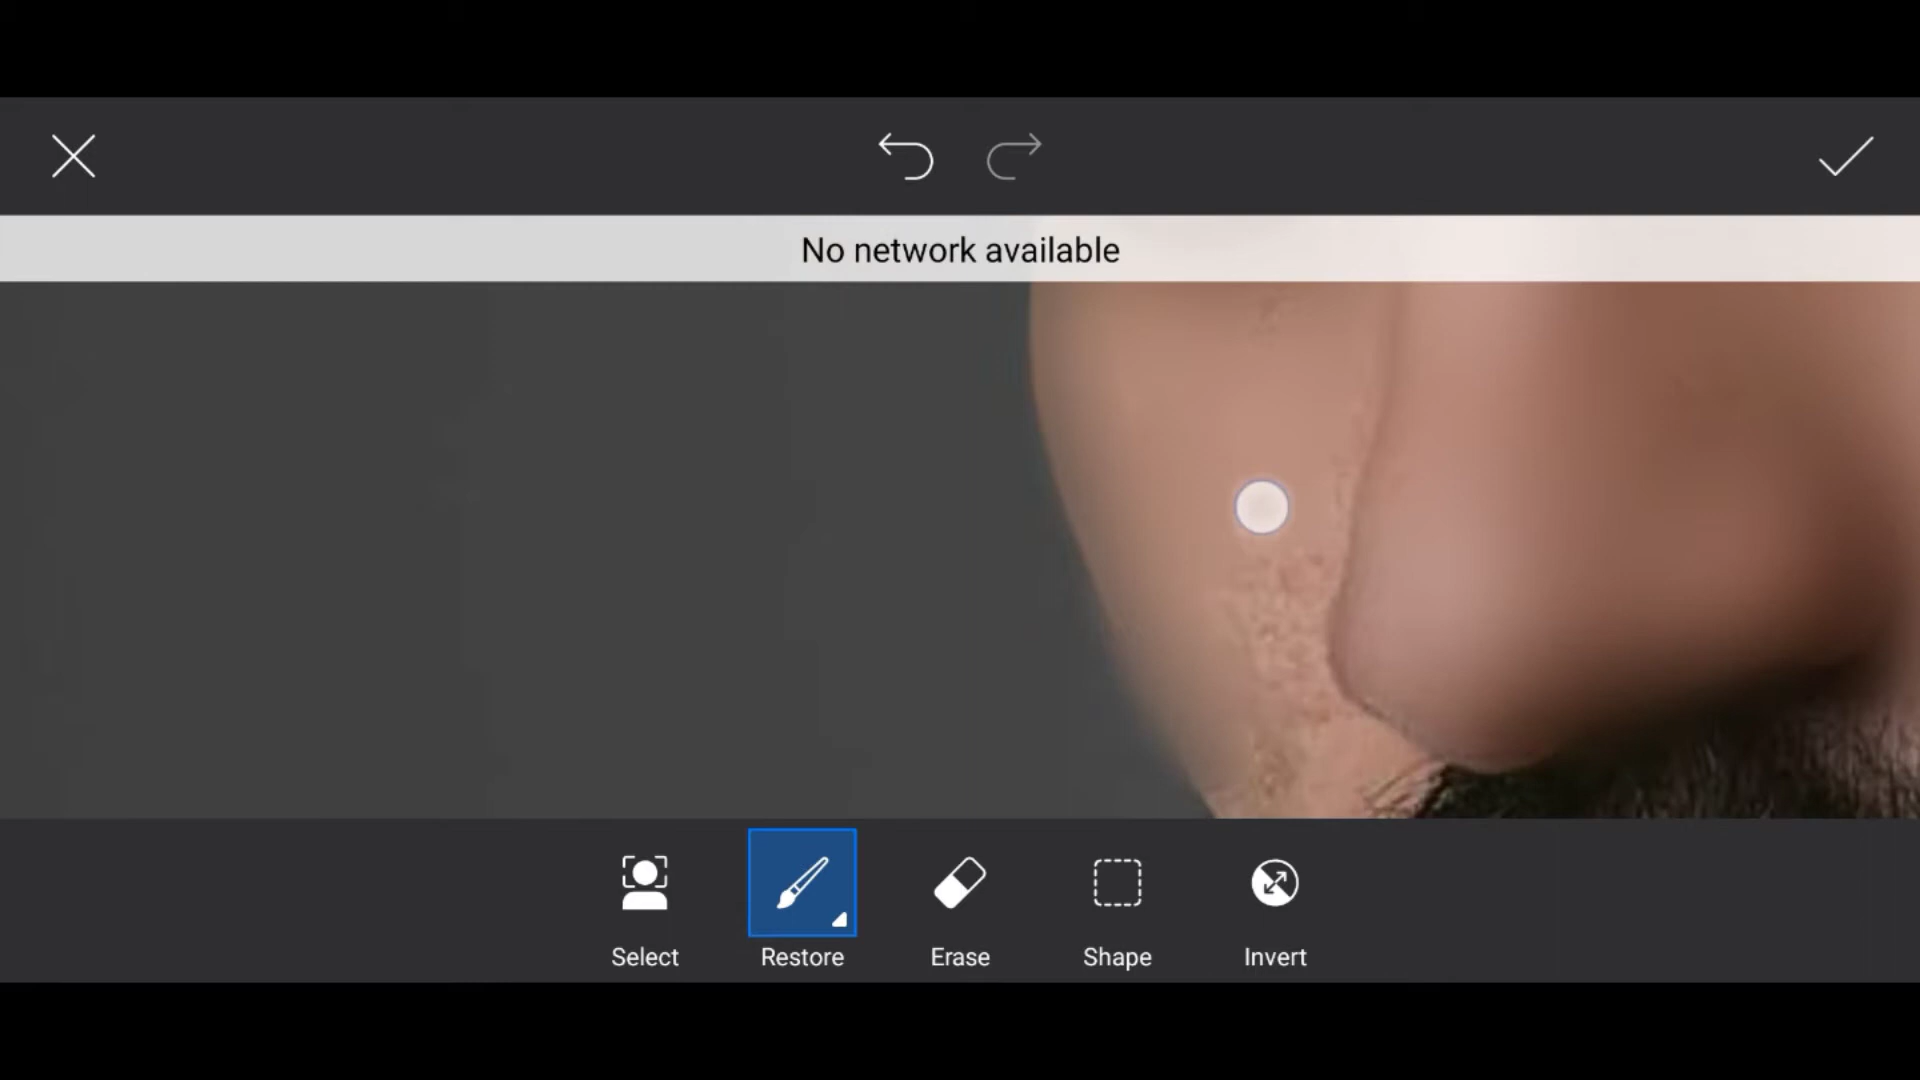 No network available
Select
Restore
Erase
Shape
Invert